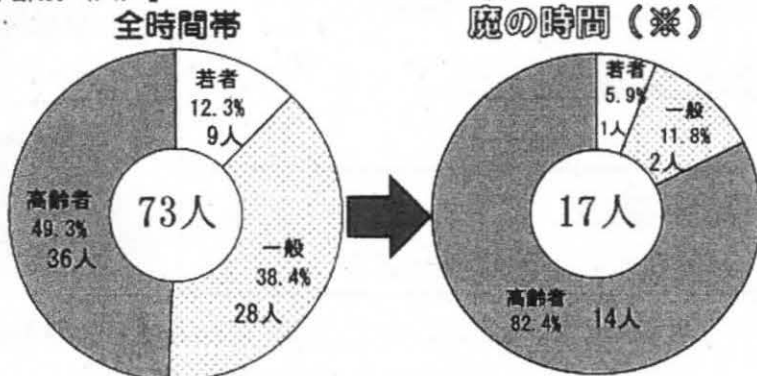 全時間帯
若者
12.3%
9人
高齢者
49.3%
36人
73人
一般
38.4%
28人
魔の時間(※)
若者
5.9%
1人
一般
11.8%
2人
17人
高齢者
82.4%
14人